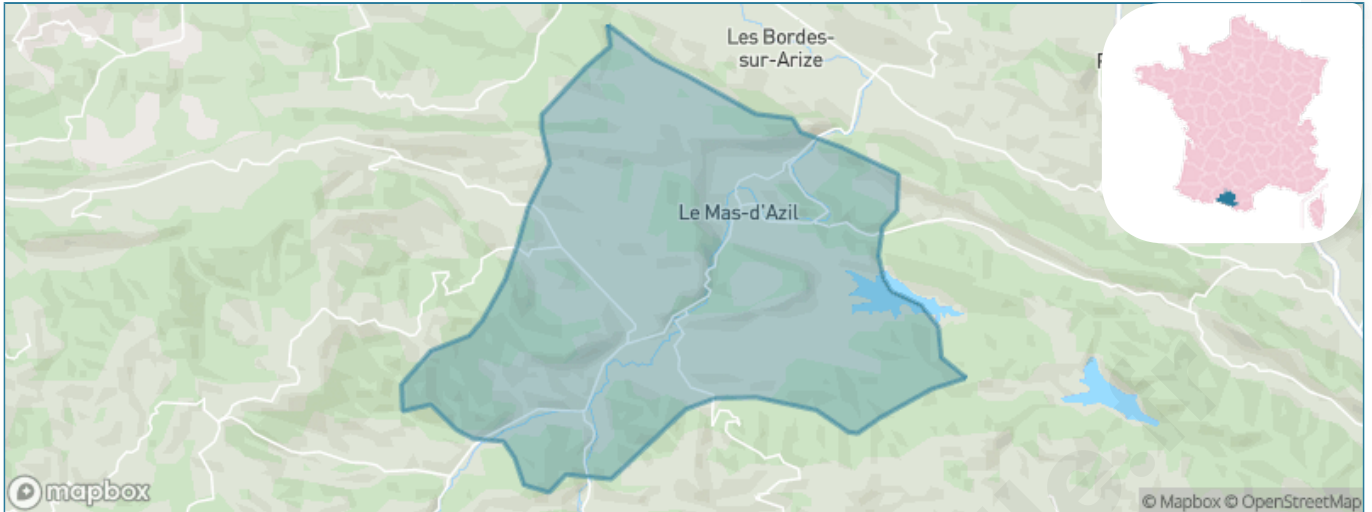 Les Bordes-
sur-Arize
Le Mas-d'Azil
mapbox
© Mapbox © OpenStreetMap